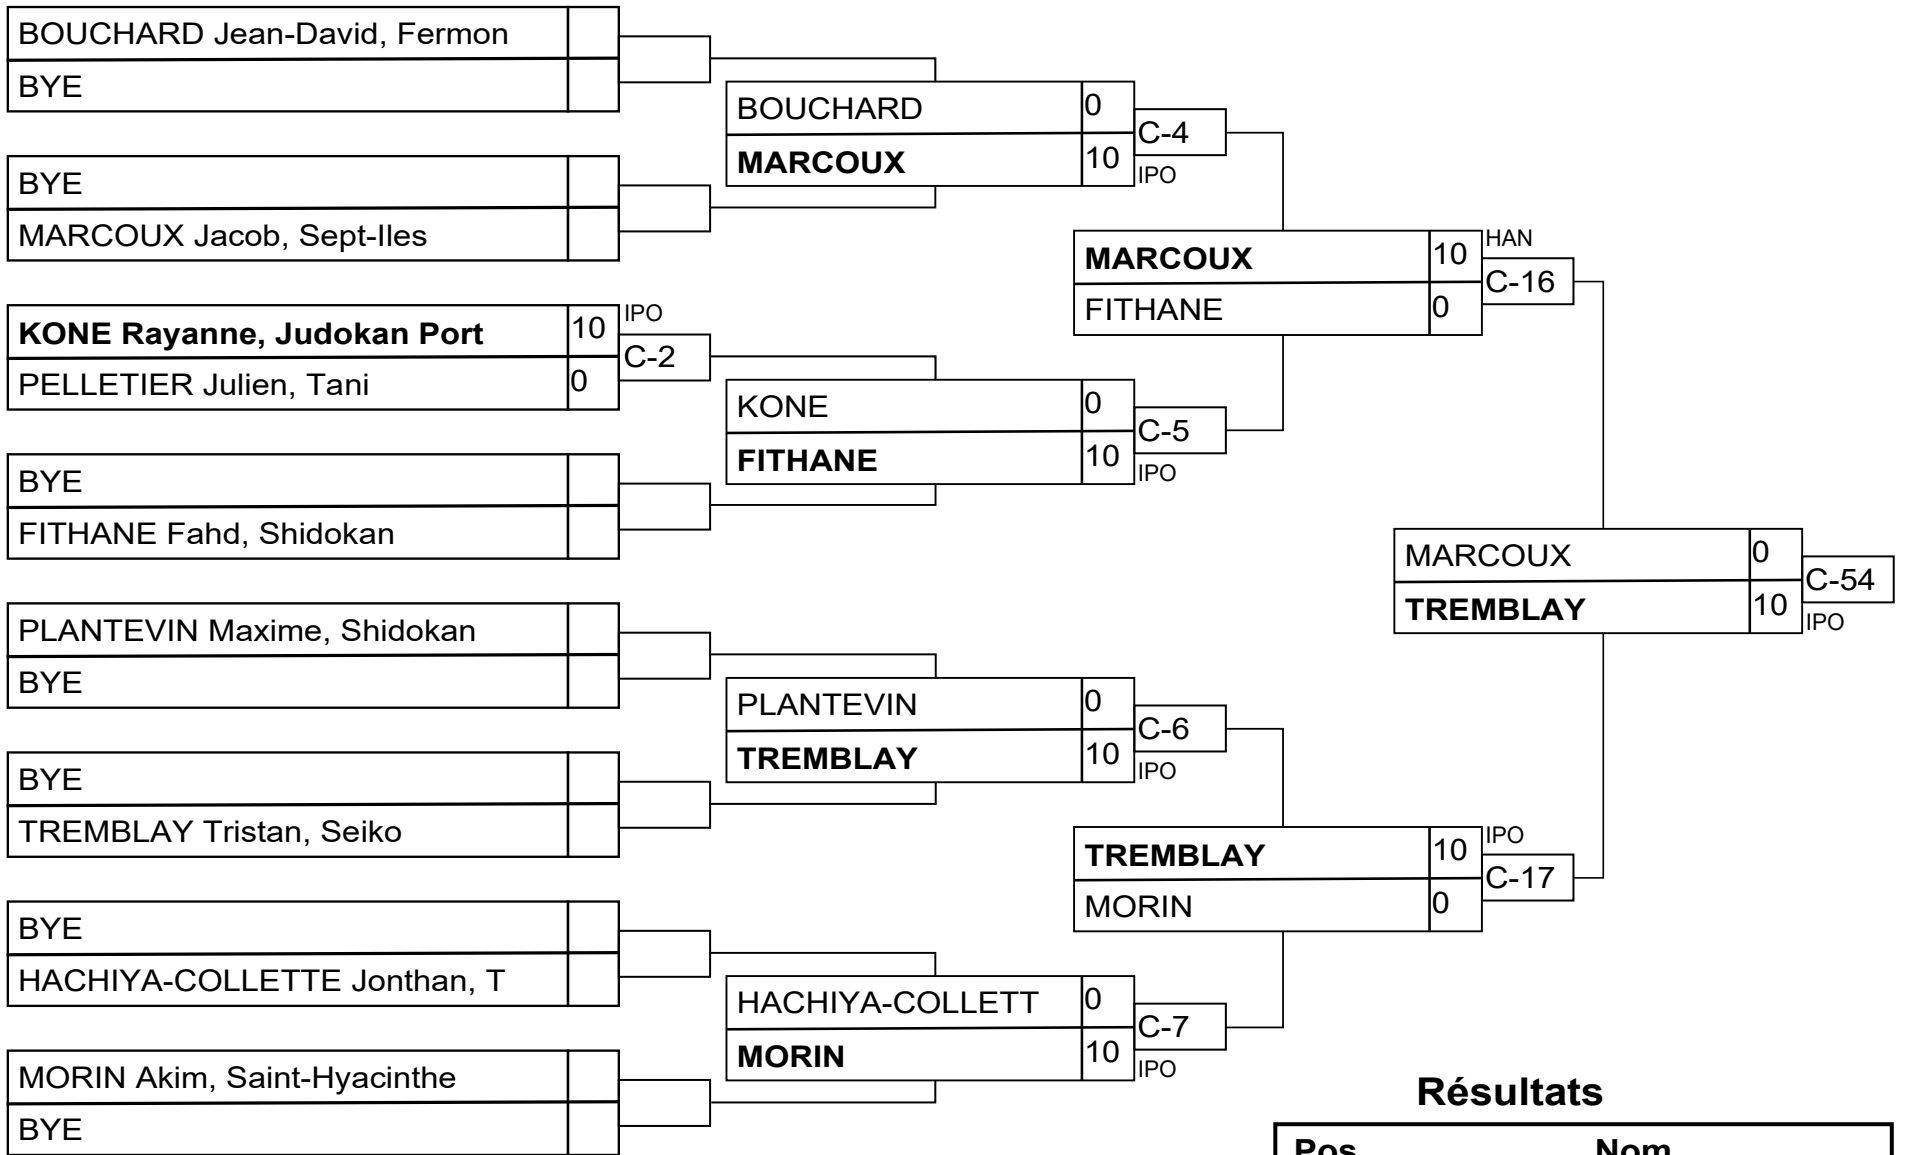 BOUCHARD Jean-David, Fermon
BYE
BYE
MARCOUX Jacob, Sept-Iles
KONE Rayanne, Judokan Port 10 IPO
C-2
PELLETIER Julien, Tani 0
BYE
FITHANE Fahd, Shidokan
PLANTEVIN Maxime, Shidokan
BYE
BYE
TREMBLAY Tristan, Seiko
BYE
HACHIYA-COLLETTE Jonthan, T
MORIN Akim, Saint-Hyacinthe
BYE
BOUCHARD 0
C-4
MARCOUX 10 IPO
KONE 0
C-5
FITHANE 10 IPO
PLANTEVIN 0
C-6
TREMBLAY 10 IPO
HACHIYA-COLLETT 0
C-7
MORIN 10 IPO
MARCOUX 10 HAN
C-16
FITHANE 0
TREMBLAY 10 IPO
C-17
MORIN 0
MARCOUX 0
C-54
TREMBLAY 10 IPO
Résultats
Pos Nom